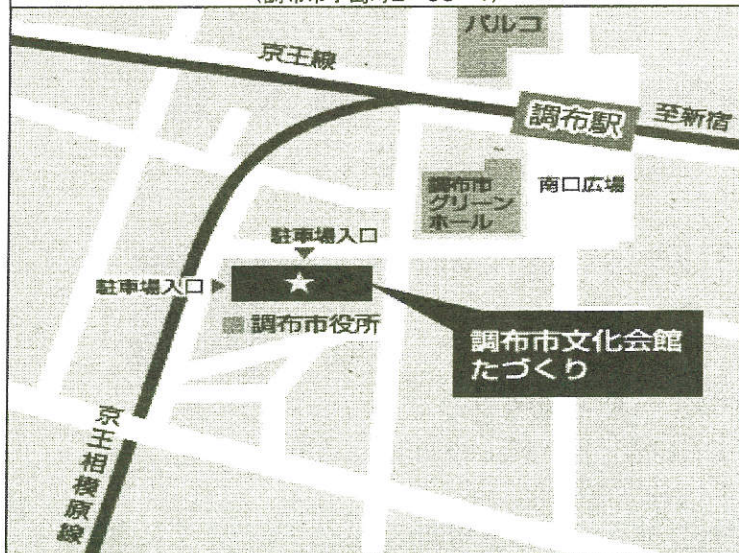 パルコ
京王線
調布駅
至新宿
調布市
グリーン
ホール
南口広場
駐車場入口
駐車場入口
調布市役所
調布市文化会館
たづくり
京王相模原線